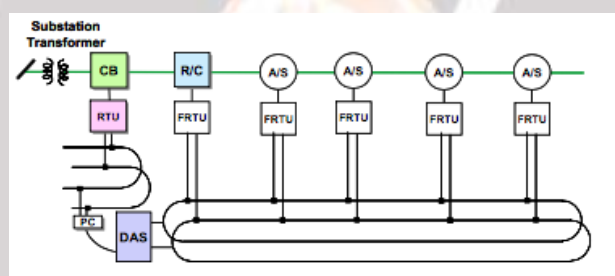 Substation
Transformer
CB
R/C
A/S
A/S
A/S
A/S
RTU
FRTU
FRTU
FRTU
FRTU
FRTU
PC
DAS